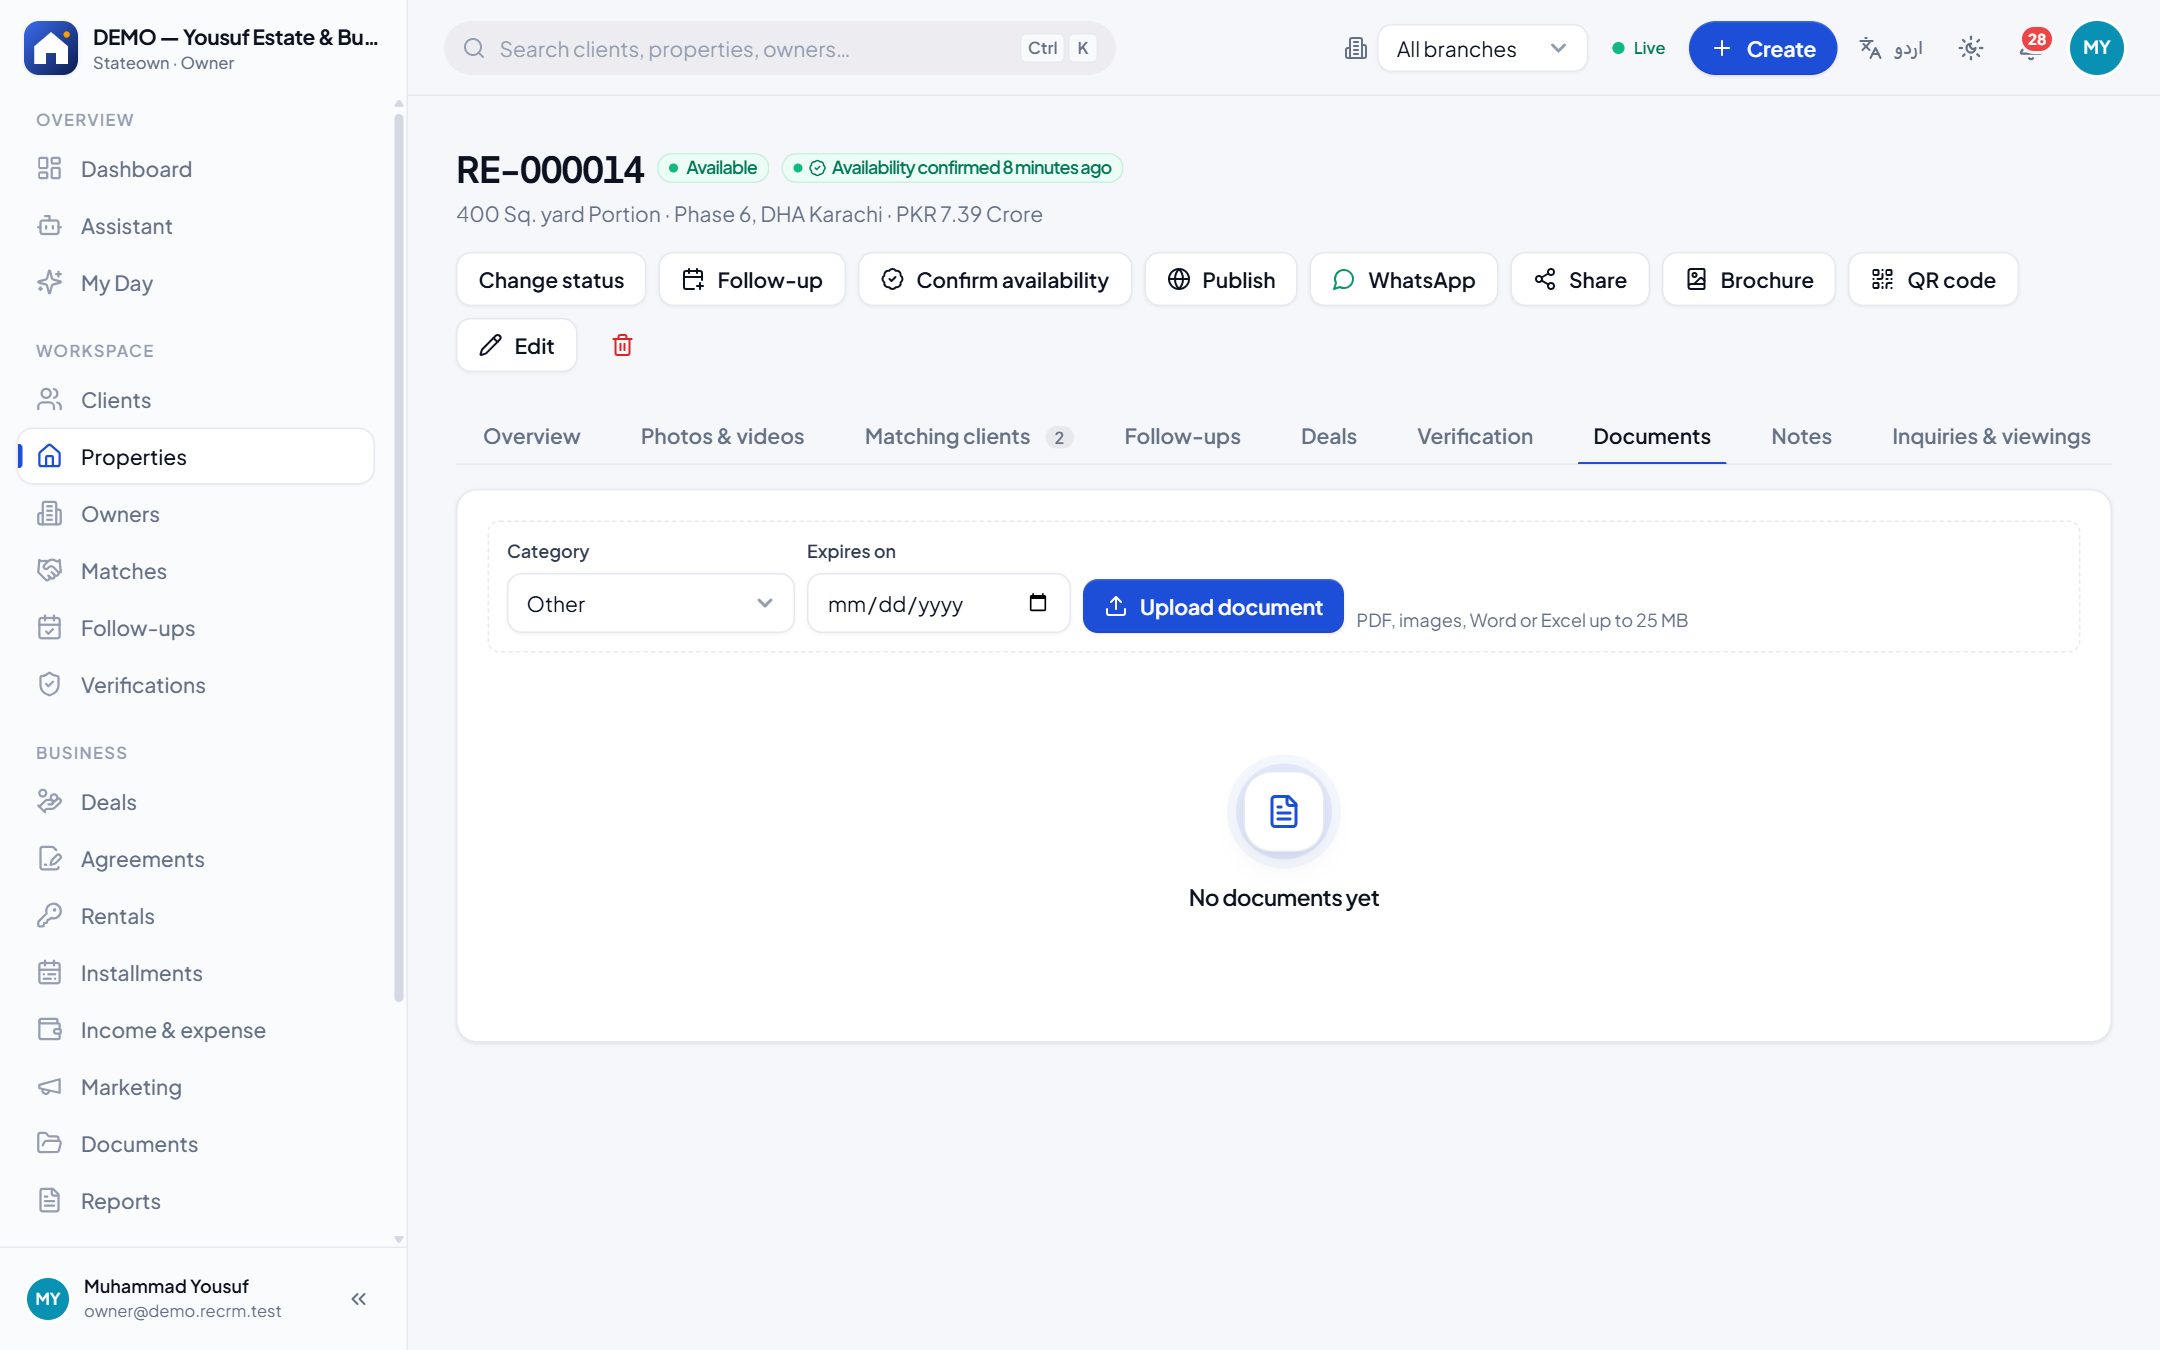 DEMO — Yousuf Estate & Bu...
Stateown · Owner
Search clients, properties, owners...
Ctrl K
All branches
Live
Create
اردو
28
MY
OVERVIEW
Dashboard
Assistant
My Day
WORKSPACE
Clients
Properties
Owners
Matches
Follow-ups
Verifications
BUSINESS
Deals
Agreements
Rentals
Installments
Income & expense
Marketing
Documents
Reports
MY
Muhammad Yousuf
owner@demo.recrm.test
RE-000014
Available
Availability confirmed 8 minutes ago
400 Sq. yard Portion · Phase 6, DHA Karachi · PKR 7.39 Crore
Change status
Follow-up
Confirm availability
Publish
WhatsApp
Share
Brochure
QR code
Edit
Overview
Photos & videos
Matching clients 2
Follow-ups
Deals
Verification
Documents
Notes
Inquiries & viewings
Category
Expires on
Other
mm/dd/yyyy
Upload document
PDF, images, Word or Excel up to 25 MB
No documents yet